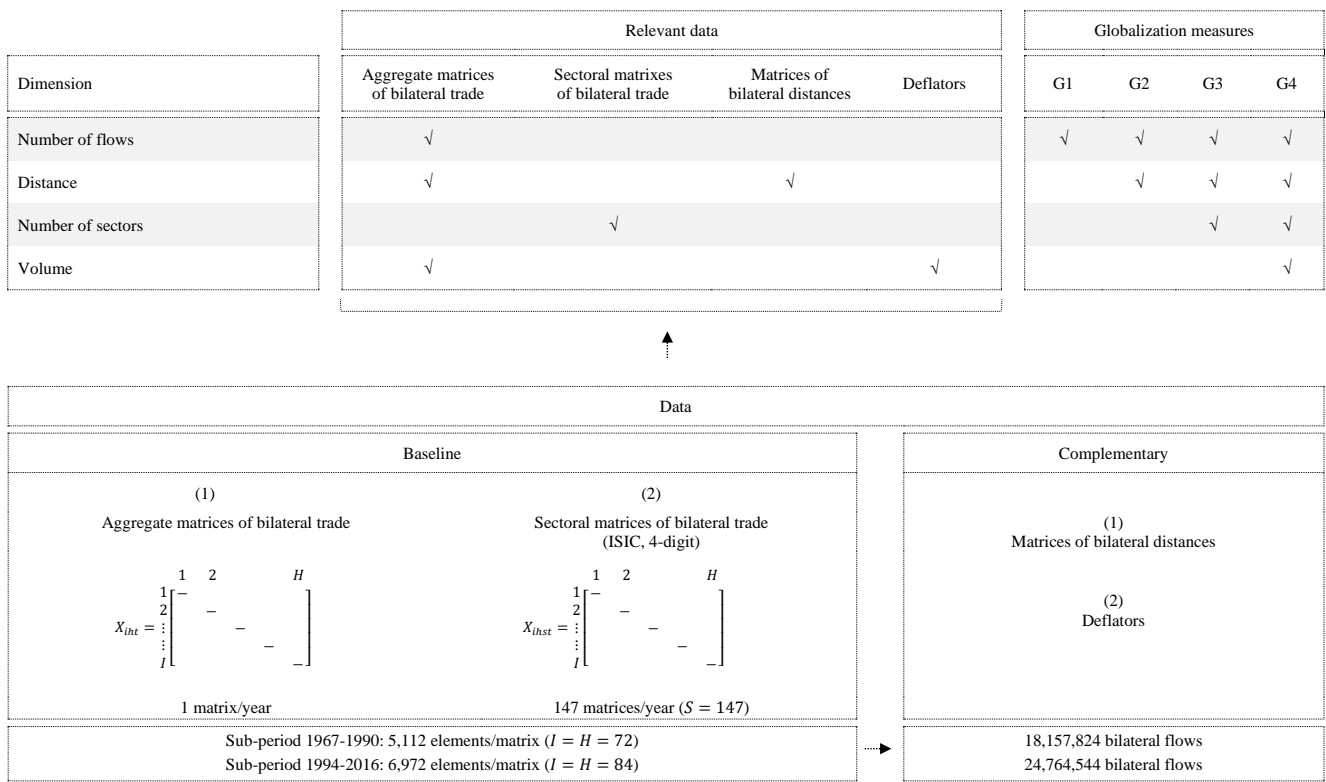 Relevant data
Globalization measures
Dimension
Aggregate matrices
of bilateral trade
Sectoral matrixes
of bilateral trade
Matrices of
bilateral distances
Deflators
G1 G2 G3 G4
Number of flows √ √ √ √ √
Distance √ √ √ √ √
Number of sectors √ √ √
Volume √ √ √
Data
Baseline
Complementary
(1)
Aggregate matrices of bilateral trade
1 2 H
1 –
2 –
X_{iht} = ⋮ –
⋮ –
I –
1 matrix/year
(2)
Sectoral matrices of bilateral trade
(ISIC, 4-digit)
1 2 H
1 –
2 –
X_{ihst} = ⋮ –
⋮ –
I –
147 matrices/year (S = 147)
(1)
Matrices of bilateral distances
(2)
Deflators
Sub-period 1967-1990: 5,112 elements/matrix (I = H = 72)
Sub-period 1994-2016: 6,972 elements/matrix (I = H = 84)
18,157,824 bilateral flows
24,764,544 bilateral flows